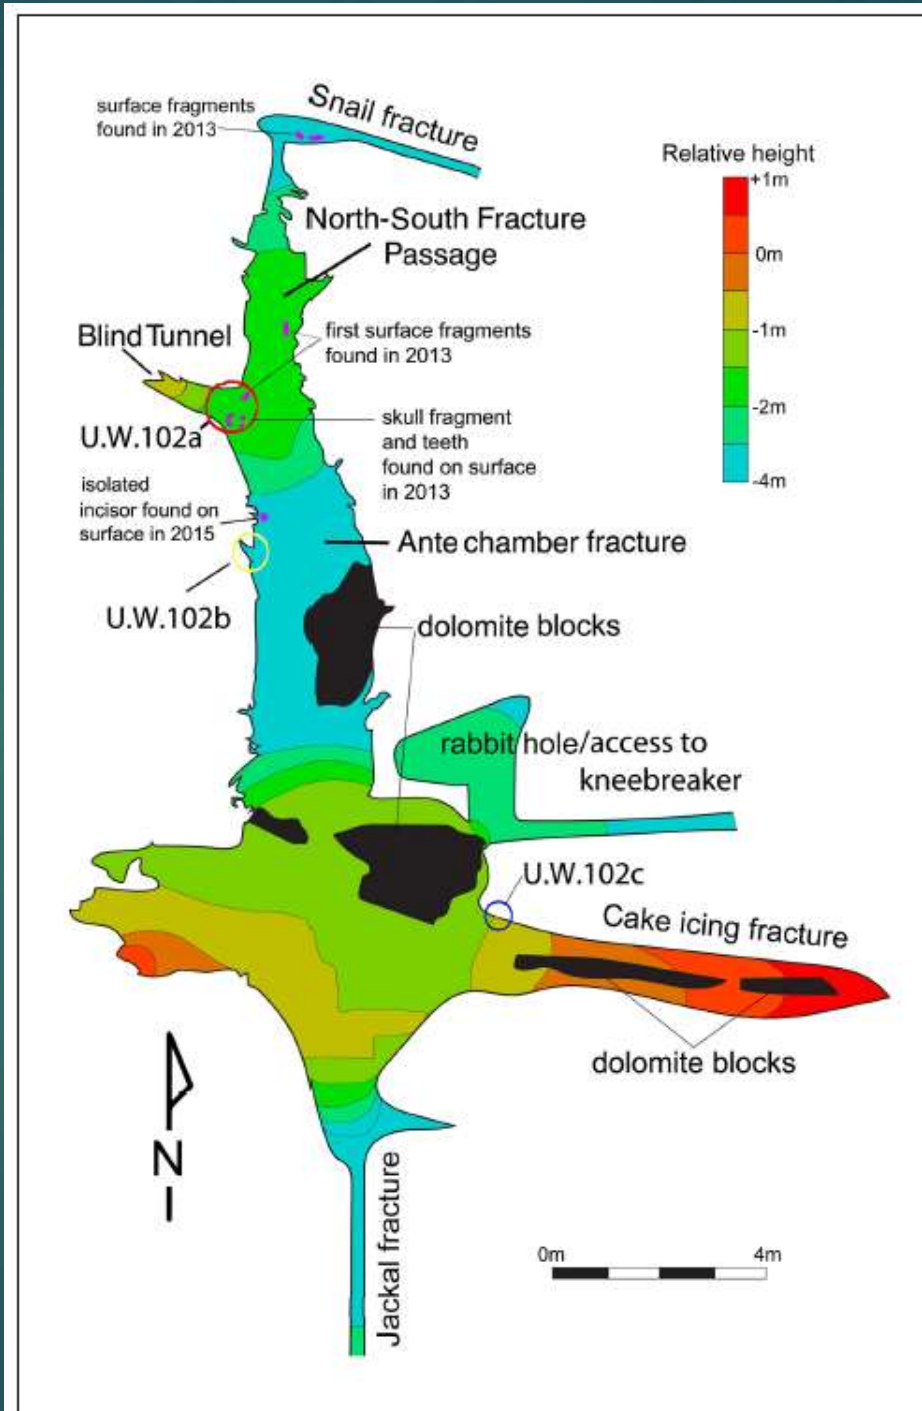 surface fragments
found in 2013
Snail fracture
Relative height
+1m
0m
-1m
-2m
-4m
North-South Fracture
Passage
first surface fragments
found in 2013
Blind Tunnel
U.W.102a
skull fragment
and teeth
found on surface
in 2013
isolated
incisor found on
surface in 2015
Ante chamber fracture
U.W.102b
dolomite blocks
rabbit hole/access to
kneebreaker
U.W.102c
Cake icing fracture
dolomite blocks
N
Jackal fracture
0m
4m